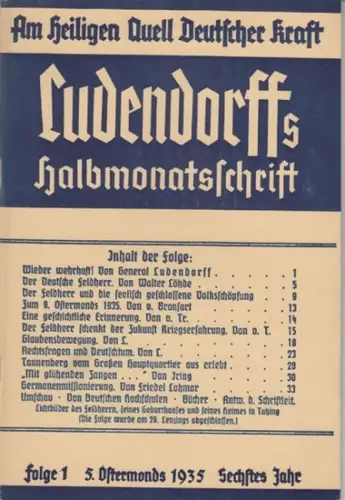 Am Heiligen Quell Deutscher Kraft
Ludendorffs
Halbmonatsschrift
Inhalt der Folge:
Wieder wehrhaft! Von General Ludendorff . . . . . . 1
Der Deutsche Feldherr. Von Walter Löhde . . . . . . 5
Der Feldherr und die seelisch geschlossene Volksschöpfung . . 9
Zum 9. Ostermonds 1935. Von v. Bronsart . . . . . . 13
Eine geschichtliche Erinnerung. Von v. Tr. . . . . . . 14
Der Feldherr schenkt der Zukunft Kriegserfahrung. Von v. T. . 15
Glaubensbewegung. Von L. . . . . . . 18
Rechtsfragen und Deutschtum. Von L. . . . . . . 23
Tannenberg vom Großen Hauptquartier aus erlebt . . . . 28
„Mit glühenden Zangen . . .“ Von Iring . . . . . . 30
Germanenmissionierung. Von Friedel Lohmar . . . . . 33
Umschau · Von Deutschen Hochschulen · Bücher · Antw. d. Schriftleit.
Lichtbilder des Feldherrn, seines Geburthauses und seines Heimes in Tutzing
(Die Folge wurde am 26. Lenzings abgeschlossen.)
Folge 1 5. Ostermonds 1935 Sechstes Jahr